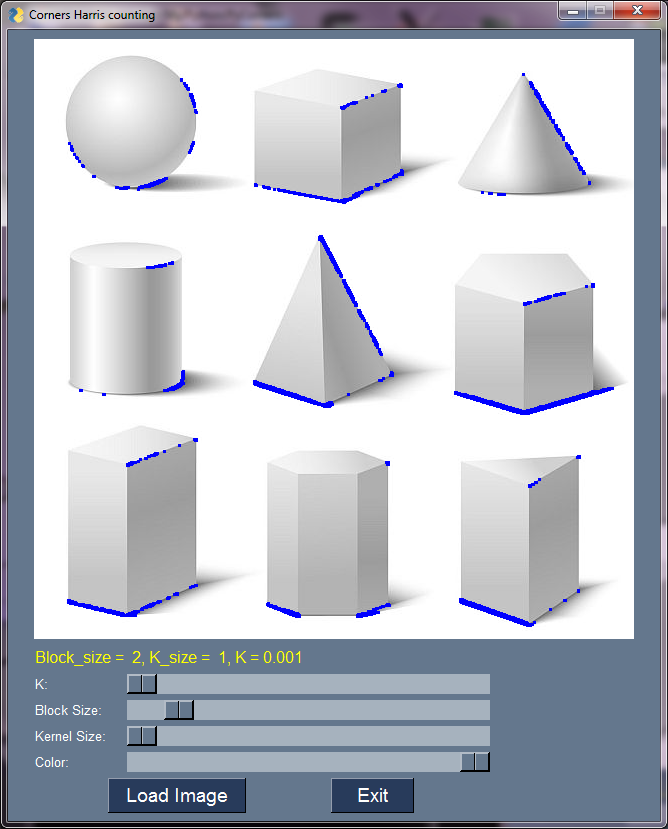 Corners Harris counting
Block_size = 2, K_size = 1, K = 0.001
K:
Block Size:
Kernel Size:
Color:
Load Image Exit